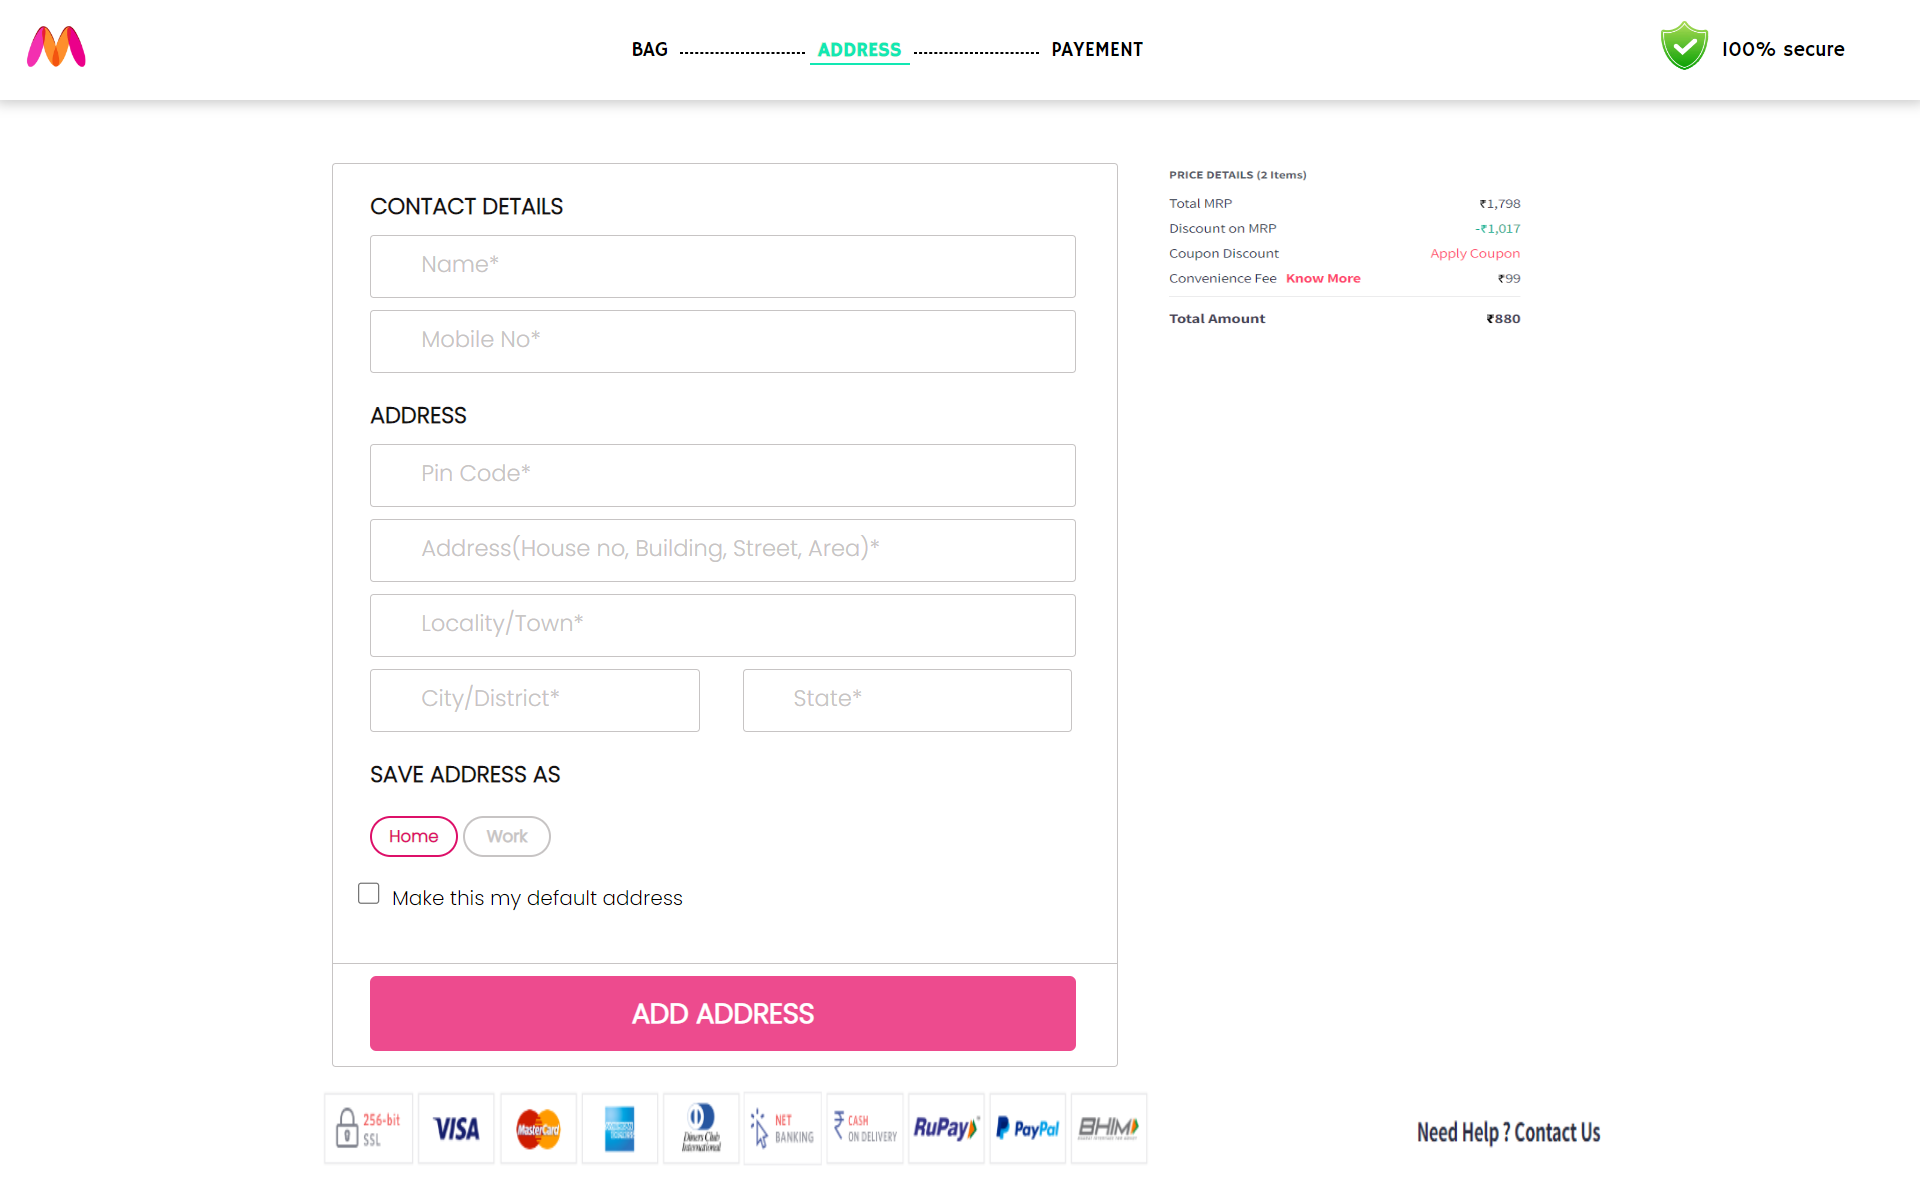 BAG ADDRESS PAYEMENT 100% secure
CONTACT DETAILS
Name*
Mobile No*
ADDRESS
Pin Code*
Address(House no, Building, Street, Area)*
Locality/Town*
City/District* State*
SAVE ADDRESS AS
Home Work
Make this my default address
ADD ADDRESS
PRICE DETAILS (2 Items)
Total MRP ₹1,798
Discount on MRP -₹1,017
Coupon Discount Apply Coupon
Convenience Fee Know More ₹99
Total Amount ₹880
256-bit
SSL
VISA
MasterCard
Diners Club
International
NET
BANKING
CASH
ON DELIVERY
RuPay
PayPal
BHIM
Need Help ? Contact Us